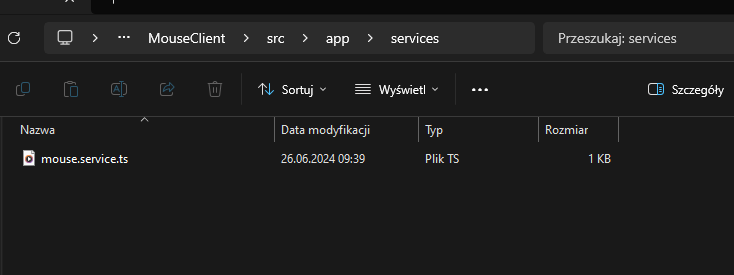 ··· MouseClient > src > app > services > Przeszukaj: services
Sortuj Wyświetl ··· Szczegóły
Nazwa Data modyfikacji Typ Rozmiar
mouse.service.ts 26.06.2024 09:39 Plik TS 1 KB